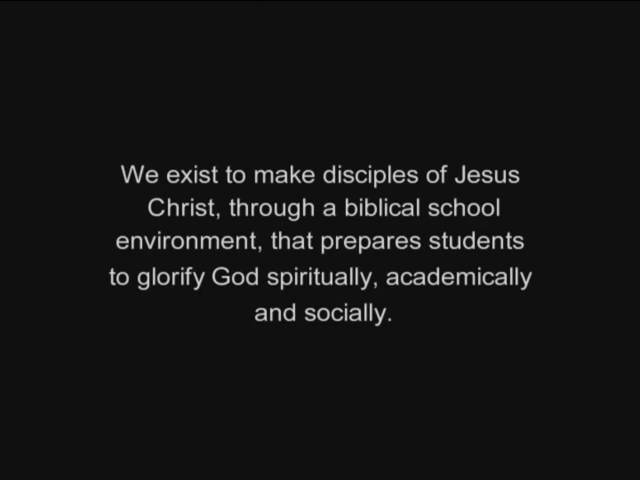 We exist to make disciples of Jesus
Christ, through a biblical school
environment, that prepares students
to glorify God spiritually, academically
and socially.